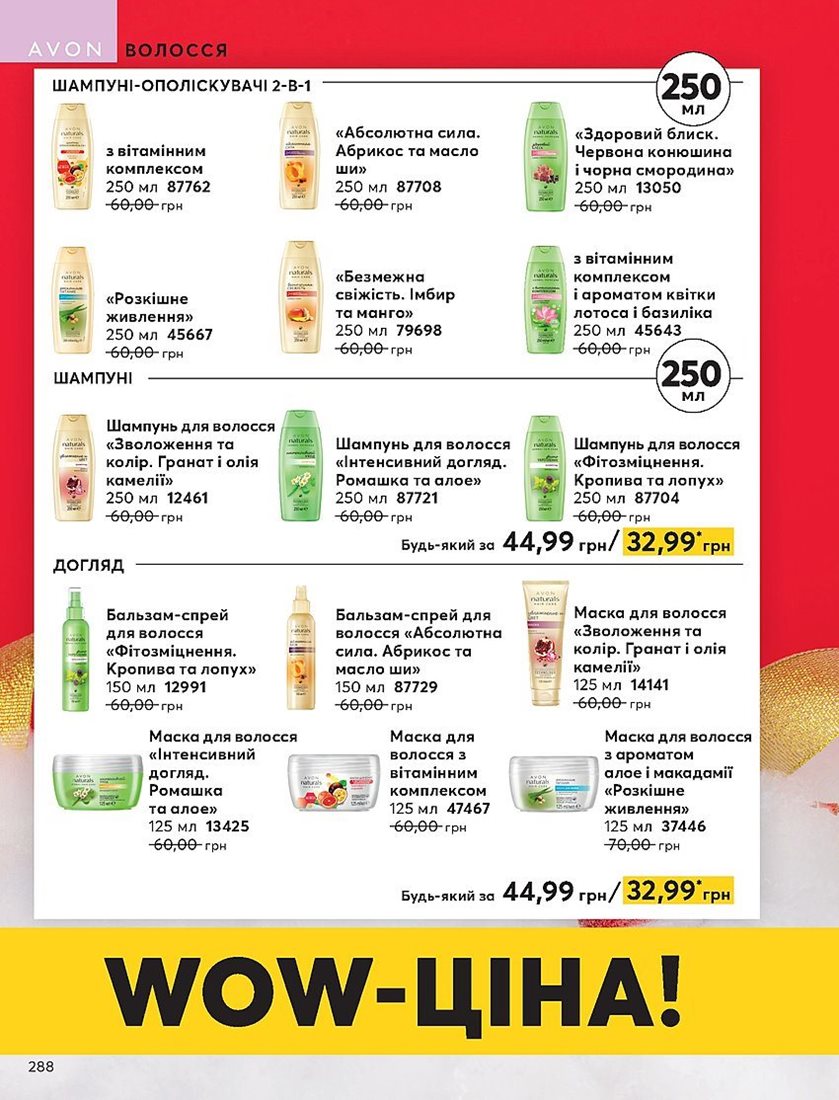 AVON ВОЛОССЯ
ШАМПУНІ-ОПОЛІСКУВАЧІ 2-В-1
250
МЛ
з вітамінним
комплексом
250 мл 87762
60,00 грн
«Абсолютна сила.
Абрикос та масло
ши»
250 мл 87708
60,00 грн
«Здоровий блиск.
Червона конюшина
і чорна смородина»
250 мл 13050
60,00 грн
«Розкішне
живлення»
250 мл 45667
60,00 грн
«Безмежна
свіжість. Імбир
та манго»
250 мл 79698
60,00 грн
з вітамінним
комплексом
і ароматом квітки
лотоса і базиліка
250 мл 45643
60,00 грн
ШАМПУНІ
250
МЛ
Шампунь для волосся
«Зволоження та
колір. Гранат і олія
камелії»
250 мл 12461
60,00 грн
Шампунь для волосся
«Інтенсивний догляд.
Ромашка та алое»
250 мл 87721
60,00 грн
Шампунь для волосся
«Фітозміцнення.
Кропива та лопух»
250 мл 87704
60,00 грн
Будь-який за 44,99 грн/ 32,99* грн
ДОГЛЯД
Бальзам-спрей
для волосся
«Фітозміцнення.
Кропива та лопух»
150 мл 12991
60,00 грн
Бальзам-спрей для
волосся «Абсолютна
сила. Абрикос та
масло ши»
150 мл 87729
60,00 грн
Маска для волосся
«Зволоження та
колір. Гранат і олія
камелії»
125 мл 14141
60,00 грн
Маска для волосся
«Інтенсивний
догляд.
Ромашка
та алое»
125 мл 13425
60,00 грн
Маска для
волосся з
вітамінним
комплексом
125 мл 47467
60,00 грн
Маска для волосся
з ароматом
алое і макадамії
«Розкішне
живлення»
125 мл 37446
70,00 грн
Будь-який за 44,99 грн/ 32,99* грн
WOW-ЦІНА!
288